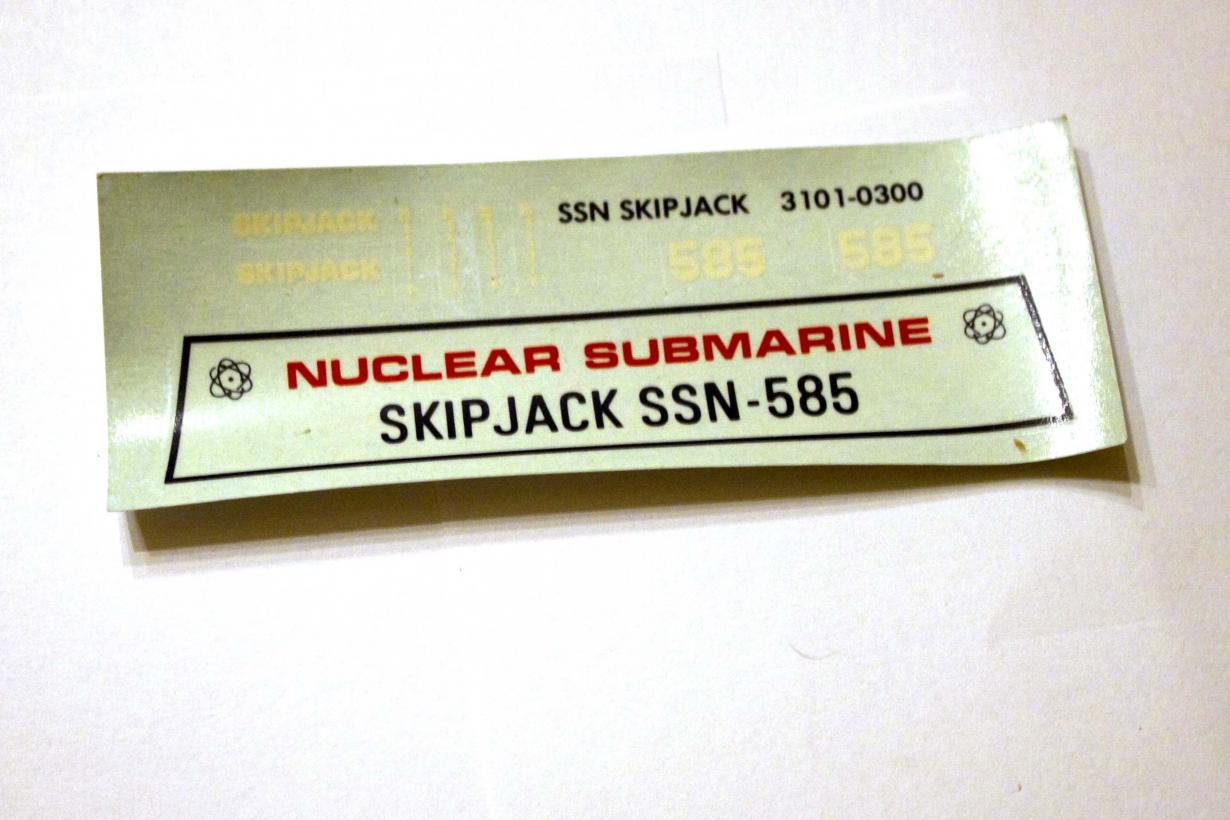 SSN SKIPJACK 3101-0300
SKIPJACK
585 585
SKIPJACK
NUCLEAR SUBMARINE
SKIPJACK SSN-585